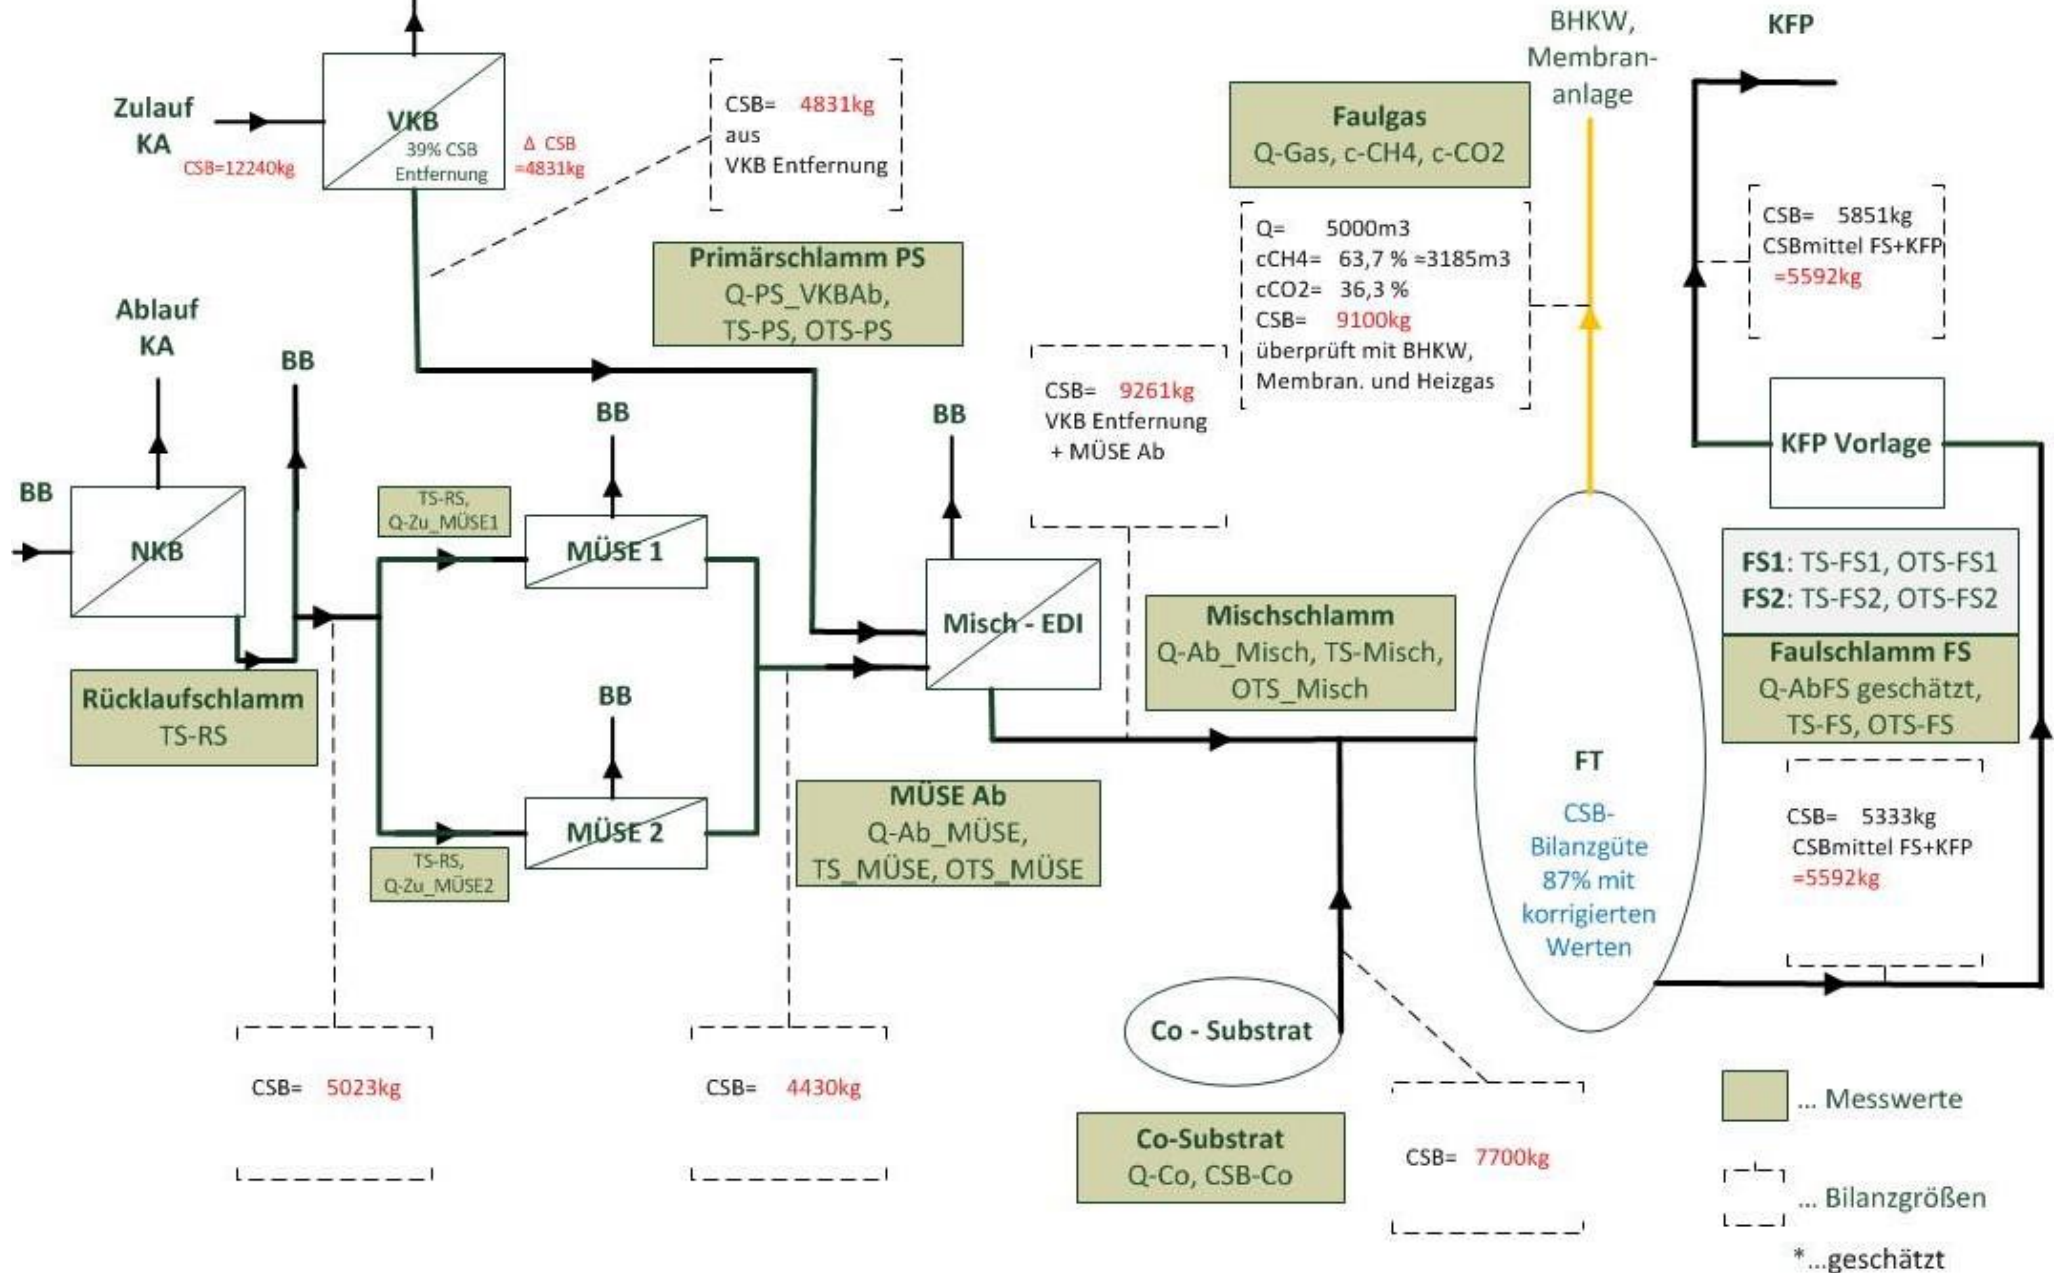 Zulauf
KA
CSB=12240kg
VKB
39% CSB
Entfernung
Δ CSB
=4831kg
CSB= 4831kg
aus
VKB Entfernung
Primärschlamm PS
Q-PS_VKBAb,
TS-PS, OTS-PS
Faulgas
Q-Gas, c-CH4, c-CO2
BHKW,
Membran-
anlage
KFP
Q= 5000m3
cCH4= 63,7 % ≈3185m3
cCO2= 36,3 %
CSB= 9100kg
überprüft mit BHKW,
Membran. und Heizgas
CSB= 5851kg
CSBmittel FS+KFP
=5592kg
Ablauf
KA
BB
BB
NKB
Rücklaufschlamm
TS-RS
TS-RS,
Q-Zu_MÜSE1
BB
MÜSE 1
BB
MÜSE 2
TS-RS,
Q-Zu_MÜSE2
BB
Misch - EDI
CSB= 9261kg
VKB Entfernung
+ MÜSE Ab
Mischschlamm
Q-Ab_Misch, TS-Misch,
OTS_Misch
MÜSE Ab
Q-Ab_MÜSE,
TS_MÜSE, OTS_MÜSE
KFP Vorlage
FS1: TS-FS1, OTS-FS1
FS2: TS-FS2, OTS-FS2
Faulschlamm FS
Q-AbFS geschätzt,
TS-FS, OTS-FS
FT
CSB-
Bilanzgüte
87% mit
korrigierten
Werten
CSB= 5333kg
CSBmittel FS+KFP
=5592kg
CSB= 5023kg
CSB= 4430kg
Co - Substrat
Co-Substrat
Q-Co, CSB-Co
CSB= 7700kg
... Messwerte
... Bilanzgrößen
*...geschätzt